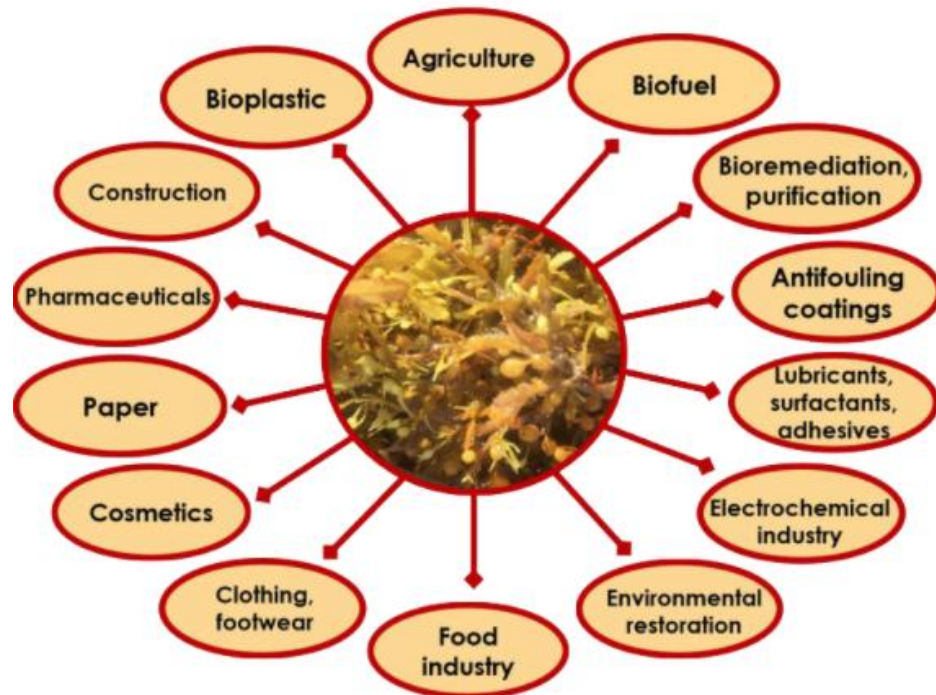 Agriculture
Biofuel
Bioremediation,
purification
Antifouling
coatings
Lubricants,
surfactants,
adhesives
Electrochemical
industry
Environmental
restoration
Food
industry
Clothing,
footwear
Cosmetics
Paper
Pharmaceuticals
Construction
Bioplastic